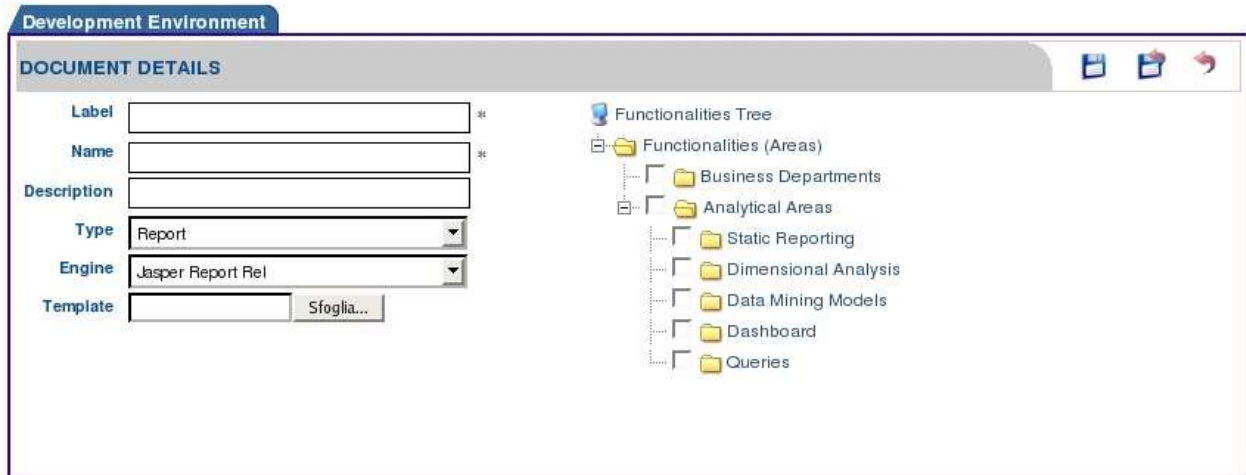 Development Environment
DOCUMENT DETAILS
Label *
Name *
Description
Type Report
Engine Jasper Report Rel
Template Sfoglia...
Functionalities Tree
Functionalities (Areas)
Business Departments
Analytical Areas
Static Reporting
Dimensional Analysis
Data Mining Models
Dashboard
Queries